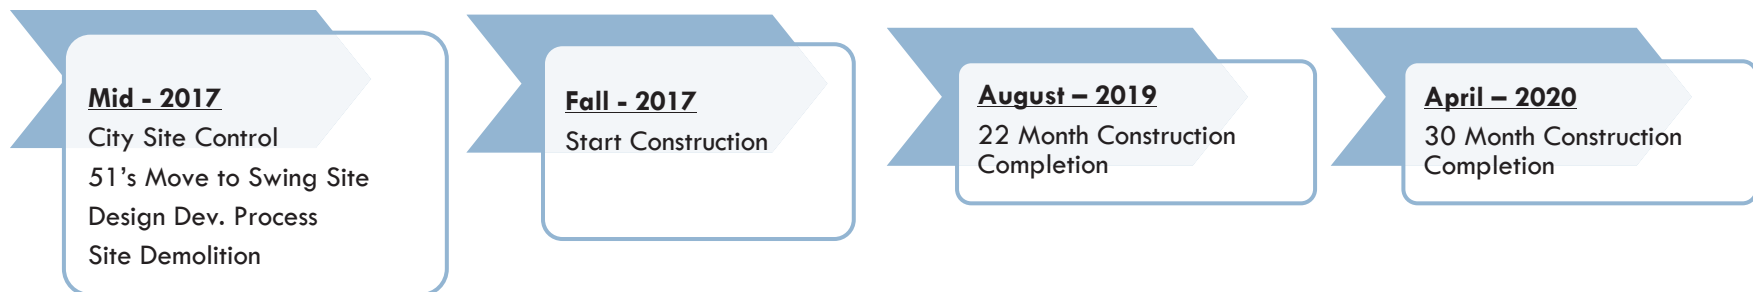 Mid - 2017
City Site Control
51's Move to Swing Site
Design Dev. Process
Site Demolition
Fall - 2017
Start Construction
August – 2019
22 Month Construction
Completion
April – 2020
30 Month Construction
Completion